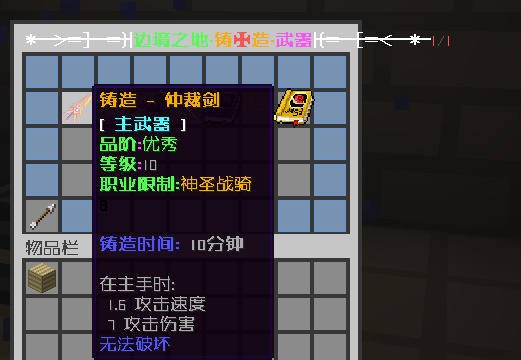 *—>=]—=}[边境之地·铸✠造·武器]{=—[=<—* 1/1
铸造 - 仲裁剑
[ 主武器 ]
品阶:优秀
等级:10
职业限制:神圣战骑
8
铸造时间: 10分钟
物品栏
在主手时:
1.6 攻击速度
7 攻击伤害
无法破坏